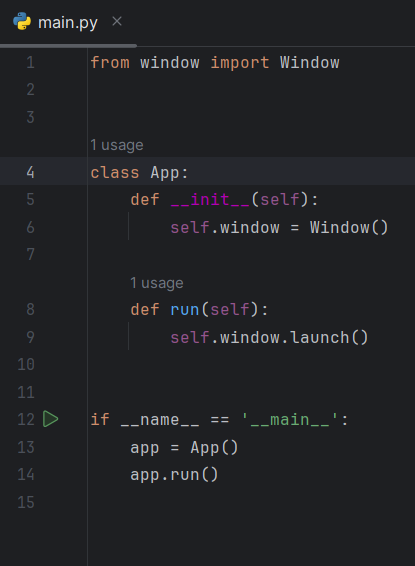 main.py
1 from window import Window
2
3
1 usage
4 class App:
5     def __init__(self):
6         self.window = Window()
7
1 usage
8     def run(self):
9         self.window.launch()
10
11
12 if __name__ == '__main__':
13     app = App()
14     app.run()
15